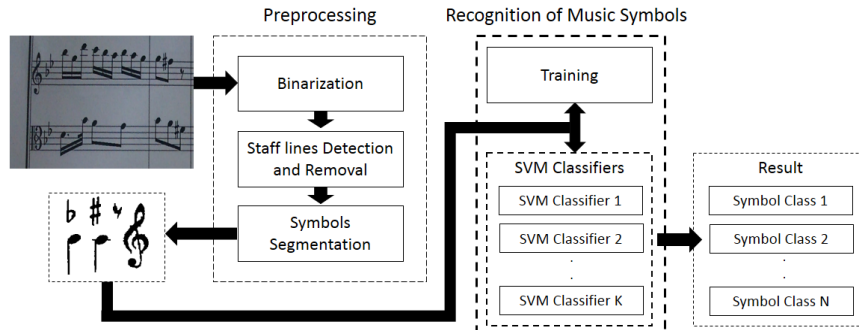 Preprocessing
Binarization
Staff lines Detection
and Removal
Symbols
Segmentation
Recognition of Music Symbols
Training
SVM Classifiers
SVM Classifier 1
SVM Classifier 2
.
.
SVM Classifier K
Result
Symbol Class 1
Symbol Class 2
.
.
Symbol Class N